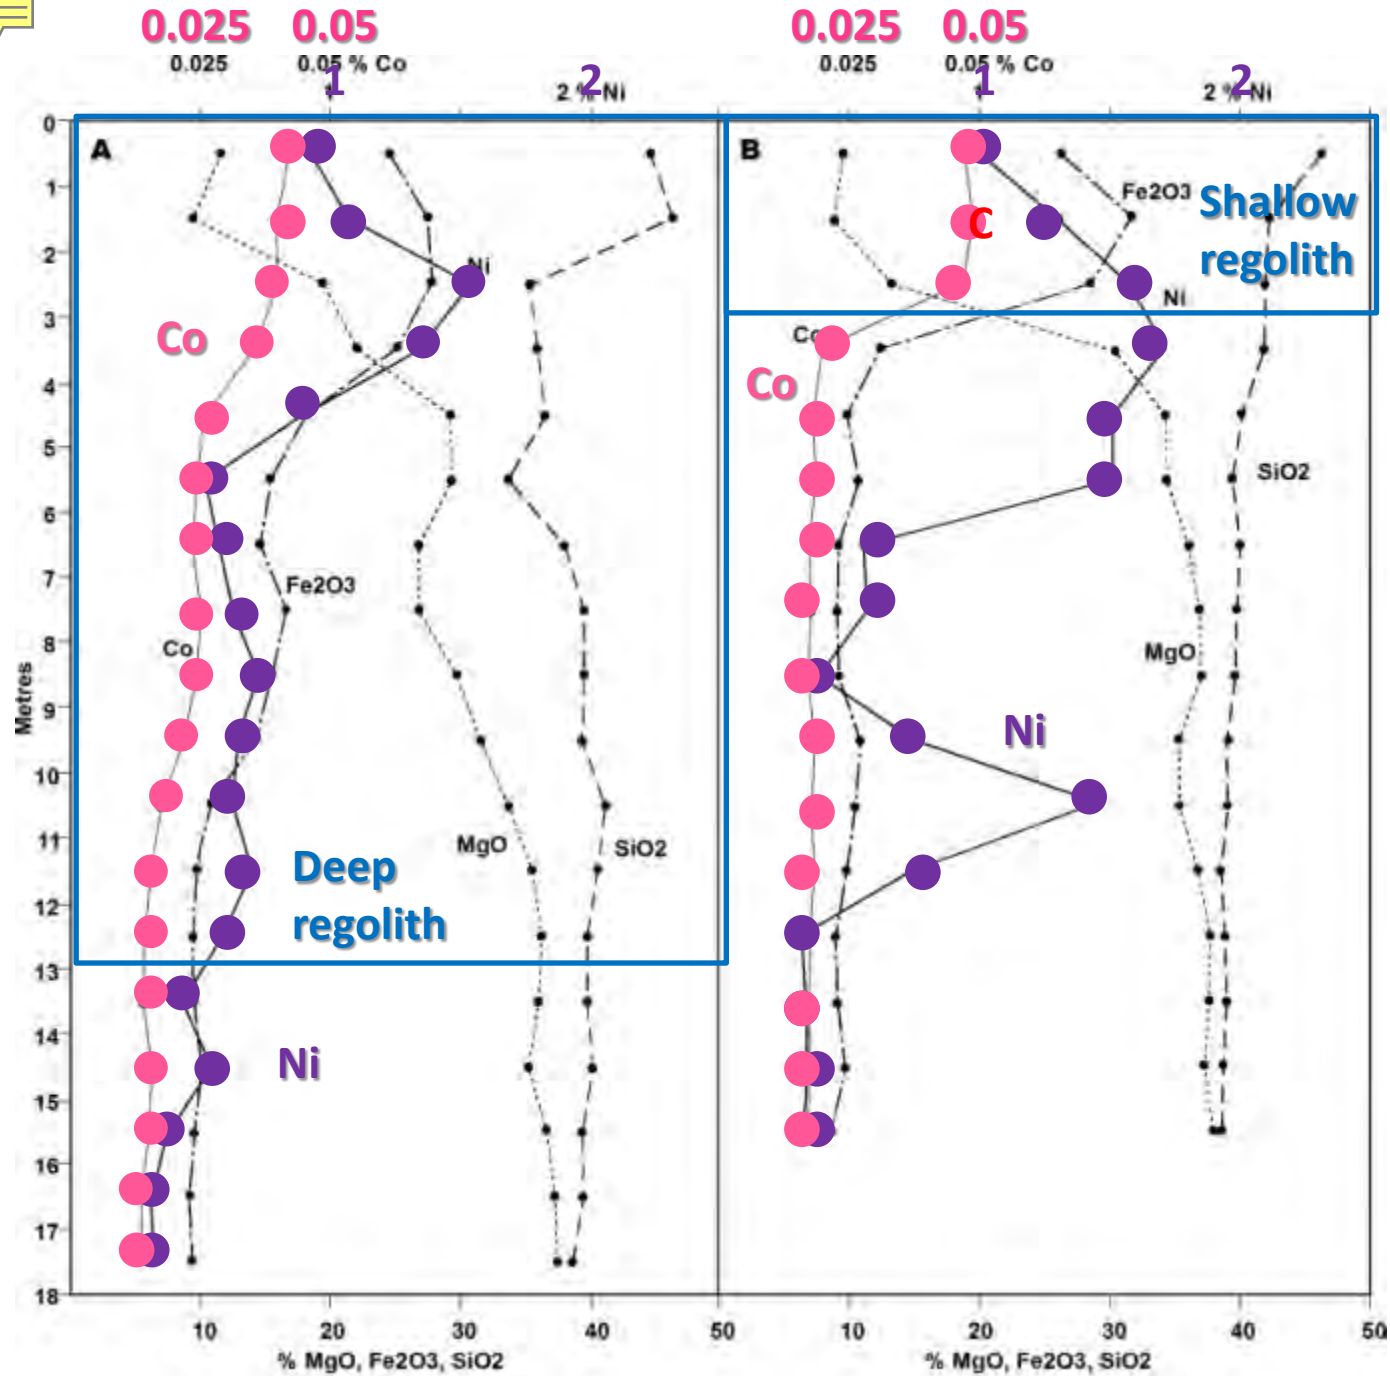 0.025 0.05 0.025 0.05
0.025 0.05 % Co 0.025 0.05 % Co
1 2 1 2
2 % Ni 2 % Ni
0
A B
Fe2O3 Shallow
1
C
2
regolith
Ni
Ni
3
Co Co
Co
4
5
SiO2
6
7
Fe2O3
8
Co MgO
Metres
9
Ni
10
11
MgO SiO2
Deep
12
regolith
13
14
Ni
15
16
17
18
10 20 30 40 50 10 20 30 40 50
% MgO, Fe2O3, SiO2 % MgO, Fe2O3, SiO2